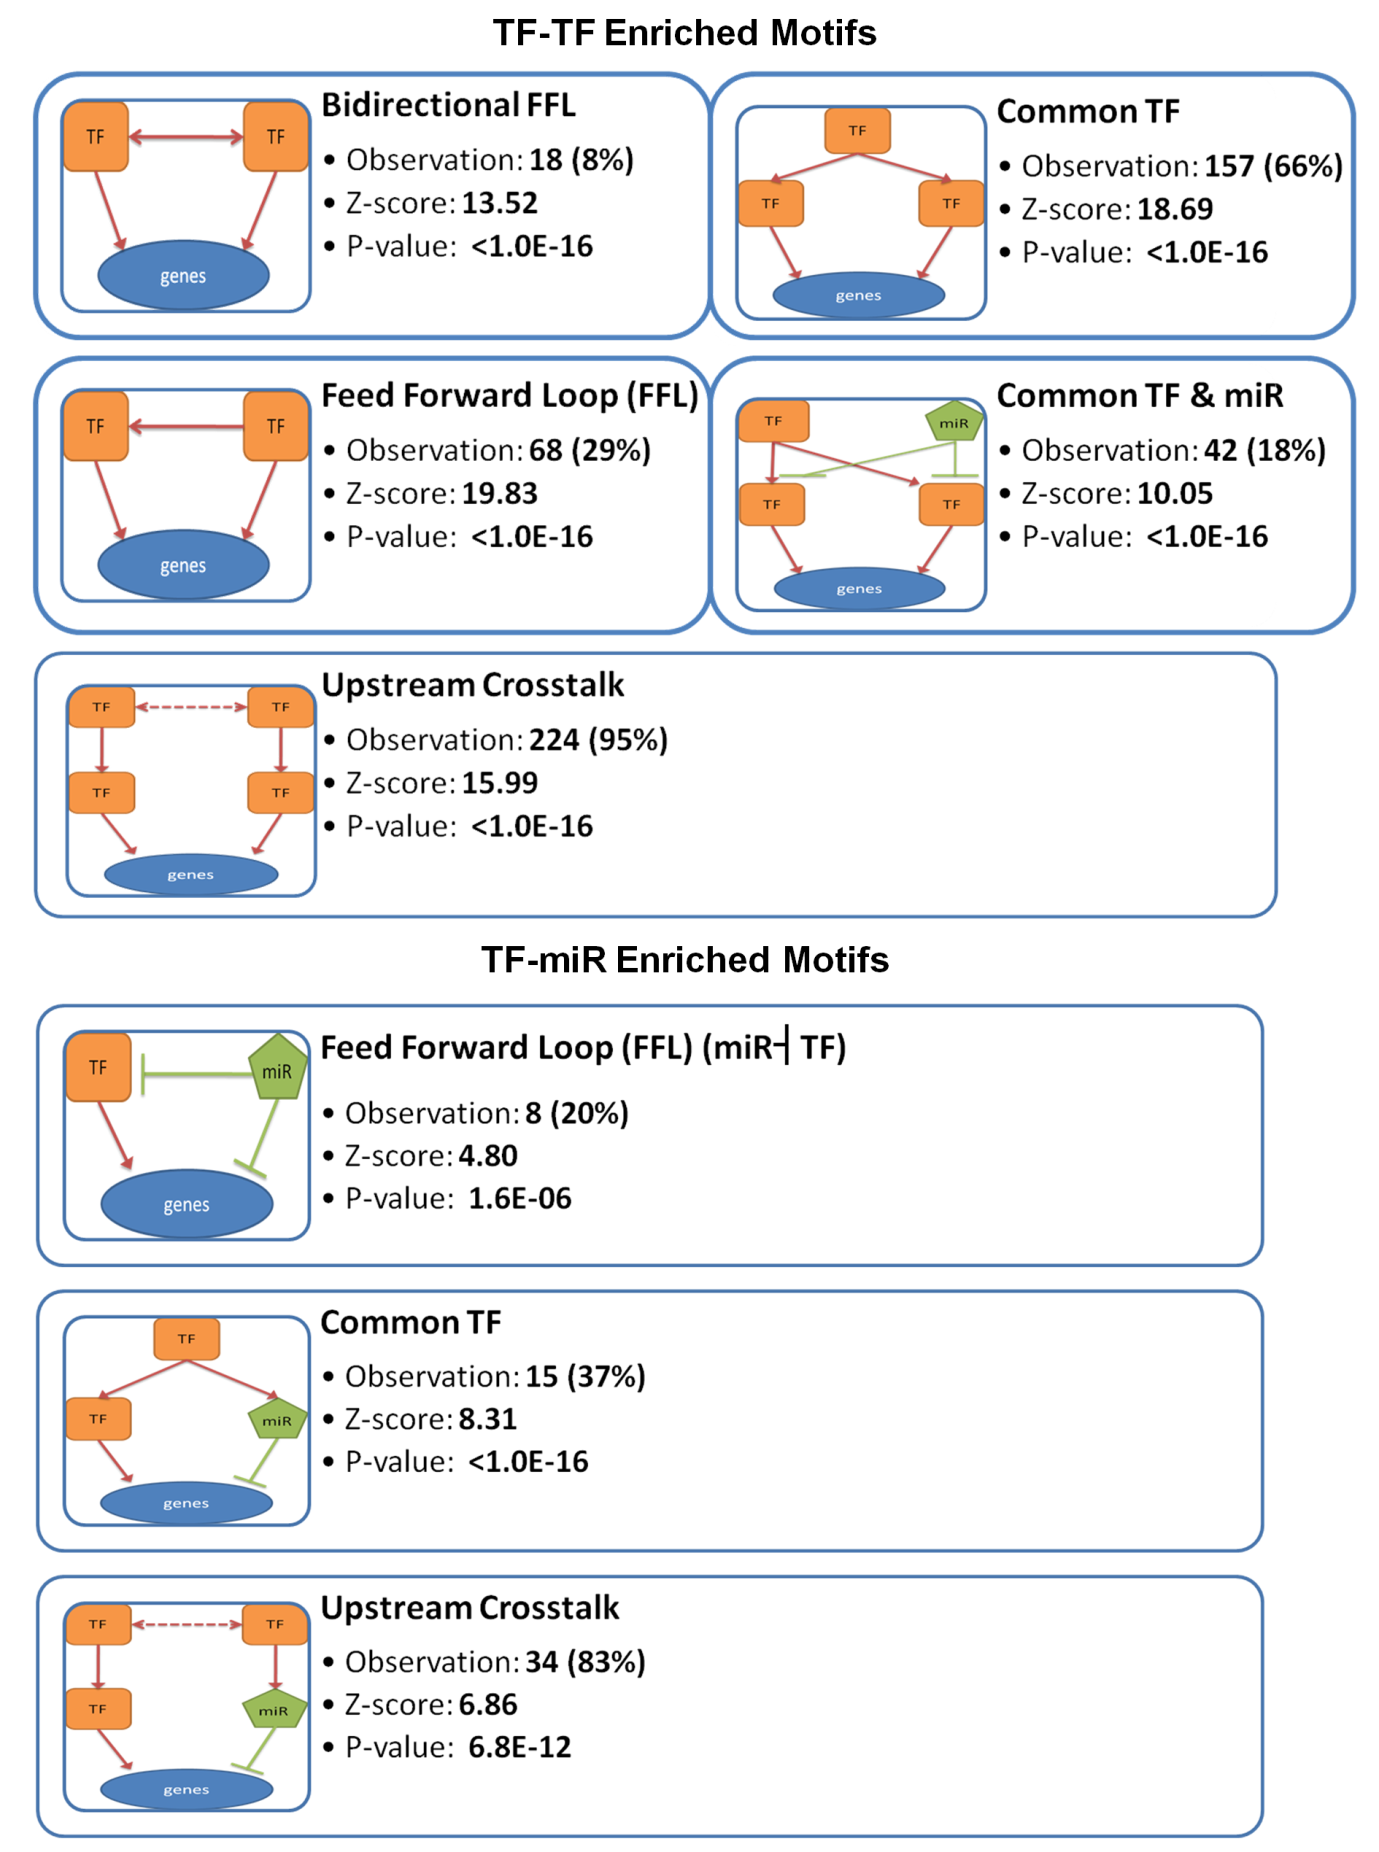 TF-TF Enriched Motifs
TF
TF
genes
Bidirectional FFL
• Observation: 18 (8%)
• Z-score: 13.52
• P-value: <1.0E-16
TF
TF
TF
genes
Common TF
• Observation: 157 (66%)
• Z-score: 18.69
• P-value: <1.0E-16
TF
TF
genes
Feed Forward Loop (FFL)
• Observation: 68 (29%)
• Z-score: 19.83
• P-value: <1.0E-16
TF
miR
TF
TF
genes
Common TF & miR
• Observation: 42 (18%)
• Z-score: 10.05
• P-value: <1.0E-16
TF
TF
TF
TF
genes
Upstream Crosstalk
• Observation: 224 (95%)
• Z-score: 15.99
• P-value: <1.0E-16
TF-miR Enriched Motifs
TF
miR
genes
Feed Forward Loop (FFL) (miR⊣ TF)
• Observation: 8 (20%)
• Z-score: 4.80
• P-value: 1.6E-06
TF
TF
miR
genes
Common TF
• Observation: 15 (37%)
• Z-score: 8.31
• P-value: <1.0E-16
TF
TF
TF
miR
genes
Upstream Crosstalk
• Observation: 34 (83%)
• Z-score: 6.86
• P-value: 6.8E-12